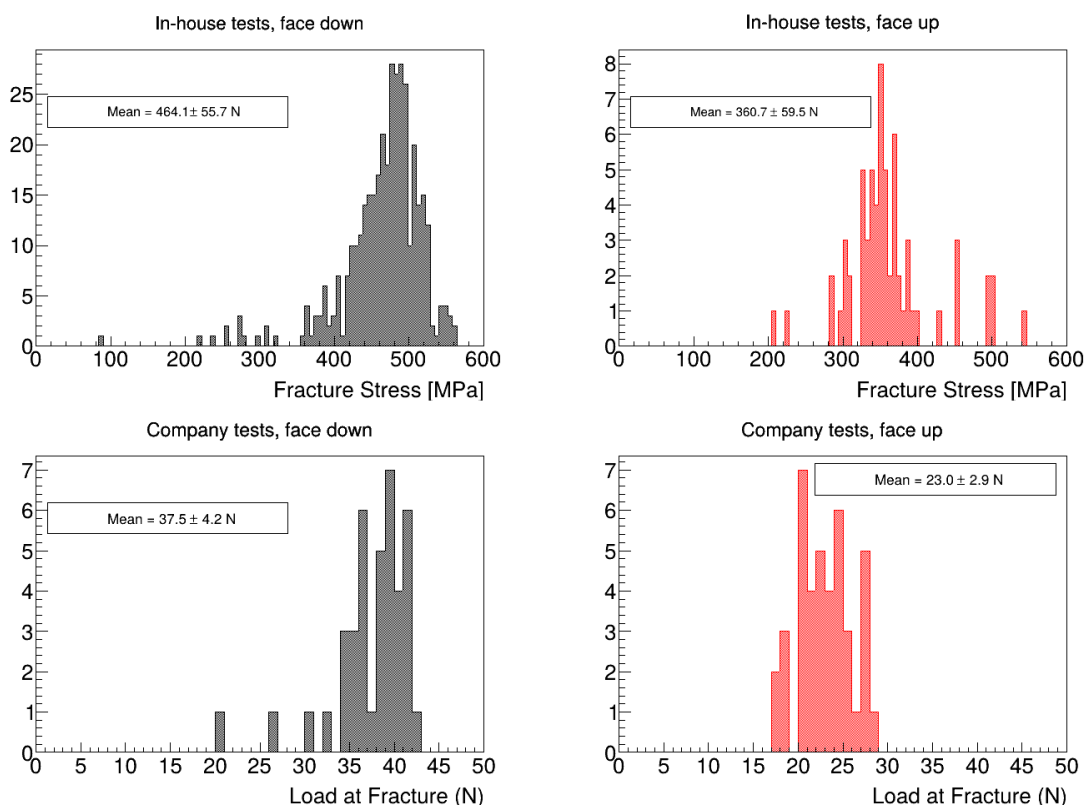 In-house tests, face down
25
20
15
10
5
0
Mean = 464.1± 55.7 N
0 100 200 300 400 500 600
Fracture Stress [MPa]
In-house tests, face up
8
7
6
5
4
3
2
1
0
Mean = 360.7 ± 59.5 N
0 100 200 300 400 500 600
Fracture Stress [MPa]
Company tests, face down
7
6
5
4
3
2
1
0
Mean = 37.5 ± 4.2 N
0 5 10 15 20 25 30 35 40 45 50
Load at Fracture (N)
Company tests, face up
7
6
5
4
3
2
1
0
Mean = 23.0 ± 2.9 N
0 5 10 15 20 25 30 35 40 45 50
Load at Fracture (N)